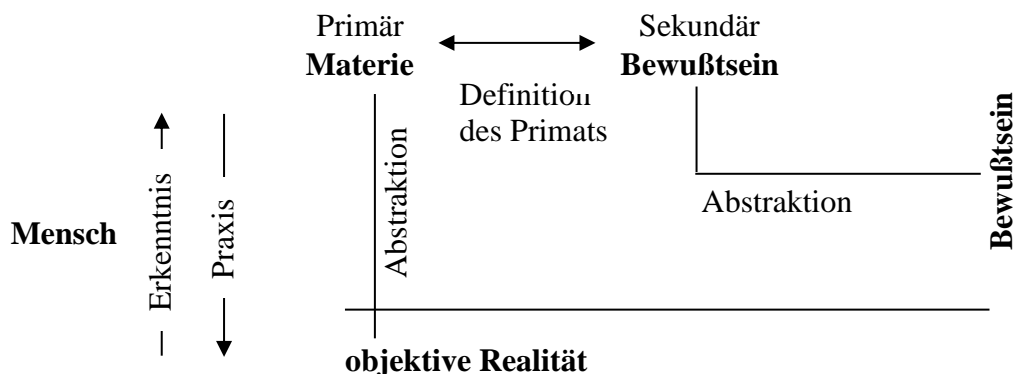 Primär
Materie
Sekundär
Bewußtsein
Definition
des Primats
Abstraktion
Abstraktion
Bewußtsein
Mensch
Erkenntnis
Praxis
objektive Realität